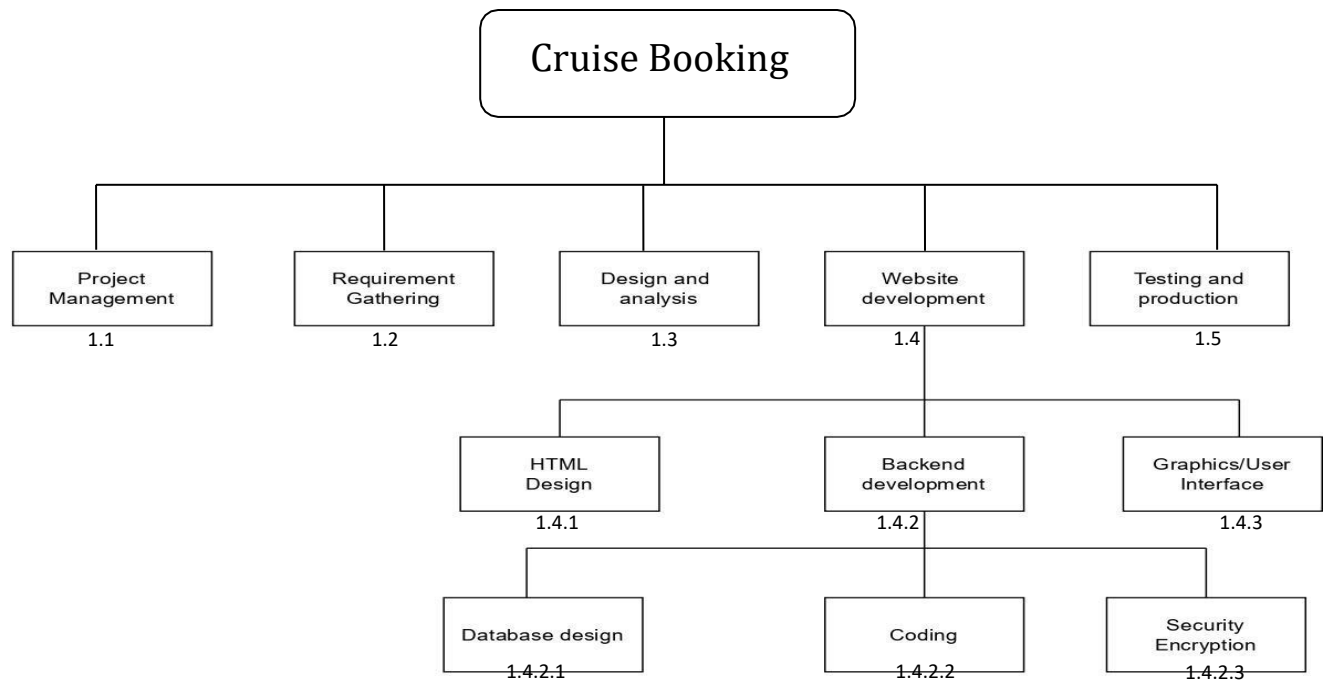 Cruise Booking
Project
Management
1.1
Requirement
Gathering
1.2
Design and
analysis
1.3
Website
development
1.4
Testing and
production
1.5
HTML
Design
1.4.1
Backend
development
1.4.2
Graphics/User
Interface
1.4.3
Database design
1.4.2.1
Coding
1.4.2.2
Security
Encryption
1.4.2.3